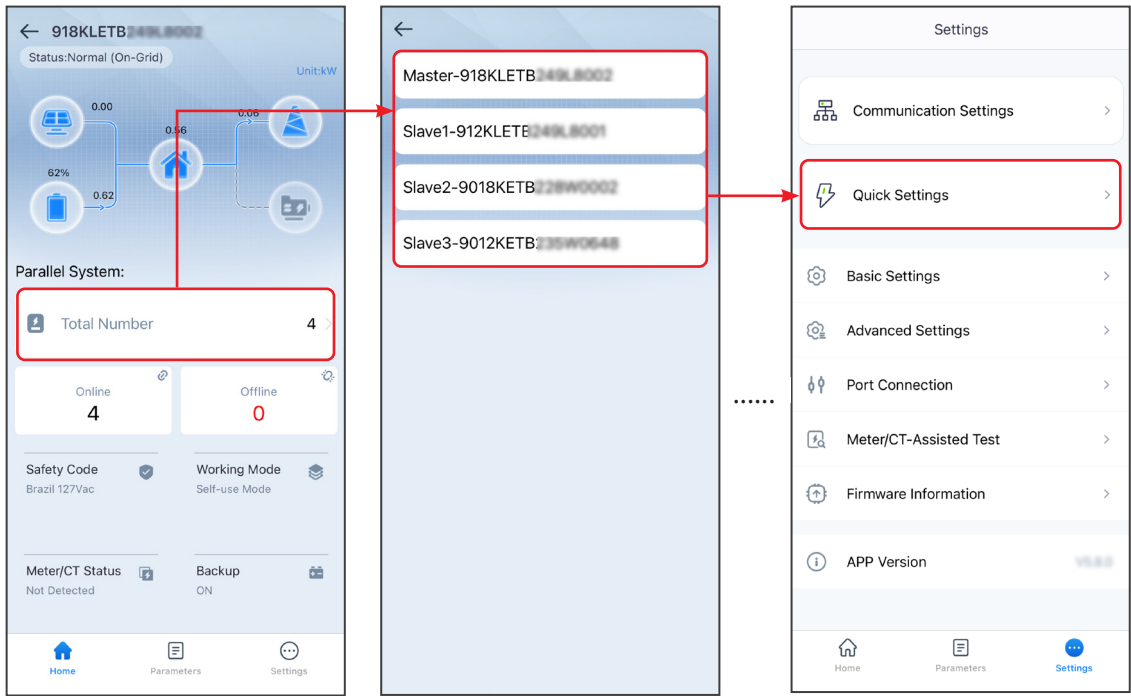 918KLETB
Status:Normal (On-Grid)
Unit:kW
0.00
0.06
0.56
62%
0.62
Parallel System:
Total Number 4
Online
4
Offline
0
Safety Code
Brazil 127Vac
Working Mode
Self-use Mode
Meter/CT Status
Not Detected
Backup
ON
Home
Parameters
Settings
Master-918KLETB
Slave1-912KLETB
Slave2-9018KETB
Slave3-9012KETB
......
Settings
Communication Settings
Quick Settings
Basic Settings
Advanced Settings
Port Connection
Meter/CT-Assisted Test
Firmware Information
APP Version
Home
Parameters
Settings